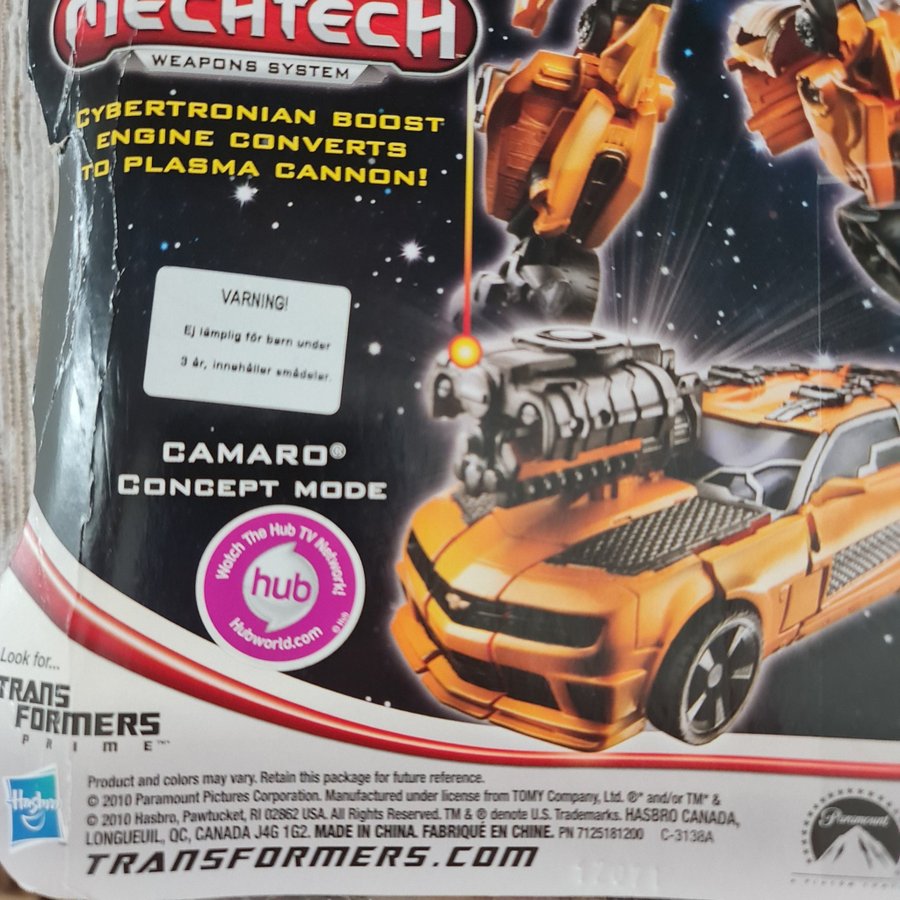 MECHTECH
WEAPONS SYSTEM
CYBERTRONIAN BOOST
ENGINE CONVERTS
TO PLASMA CANNON!
VARNING!
Ej lämplig för barn under
3 år, innehåller smådelar.
CAMARO®
CONCEPT MODE
Watch The Hub TV Network!
hub
Hubworld.com
© Hub
Look for...
TRANSFORMERS
PRIME™
Hasbro
Product and colors may vary. Retain this package for future reference.
© 2010 Paramount Pictures Corporation. Manufactured under license from TOMY Company, Ltd. ®* and/or TM* &
© 2010 Hasbro, Pawtucket, RI 02862 USA. All Rights Reserved. TM & ® denote U.S. Trademarks. HASBRO CANADA,
LONGUEUIL, QC, CANADA J4G 1G2. MADE IN CHINA. FABRIQUÉ EN CHINE. PN 7125181200 C-3138A
TRANSFORMERS.COM
Paramount